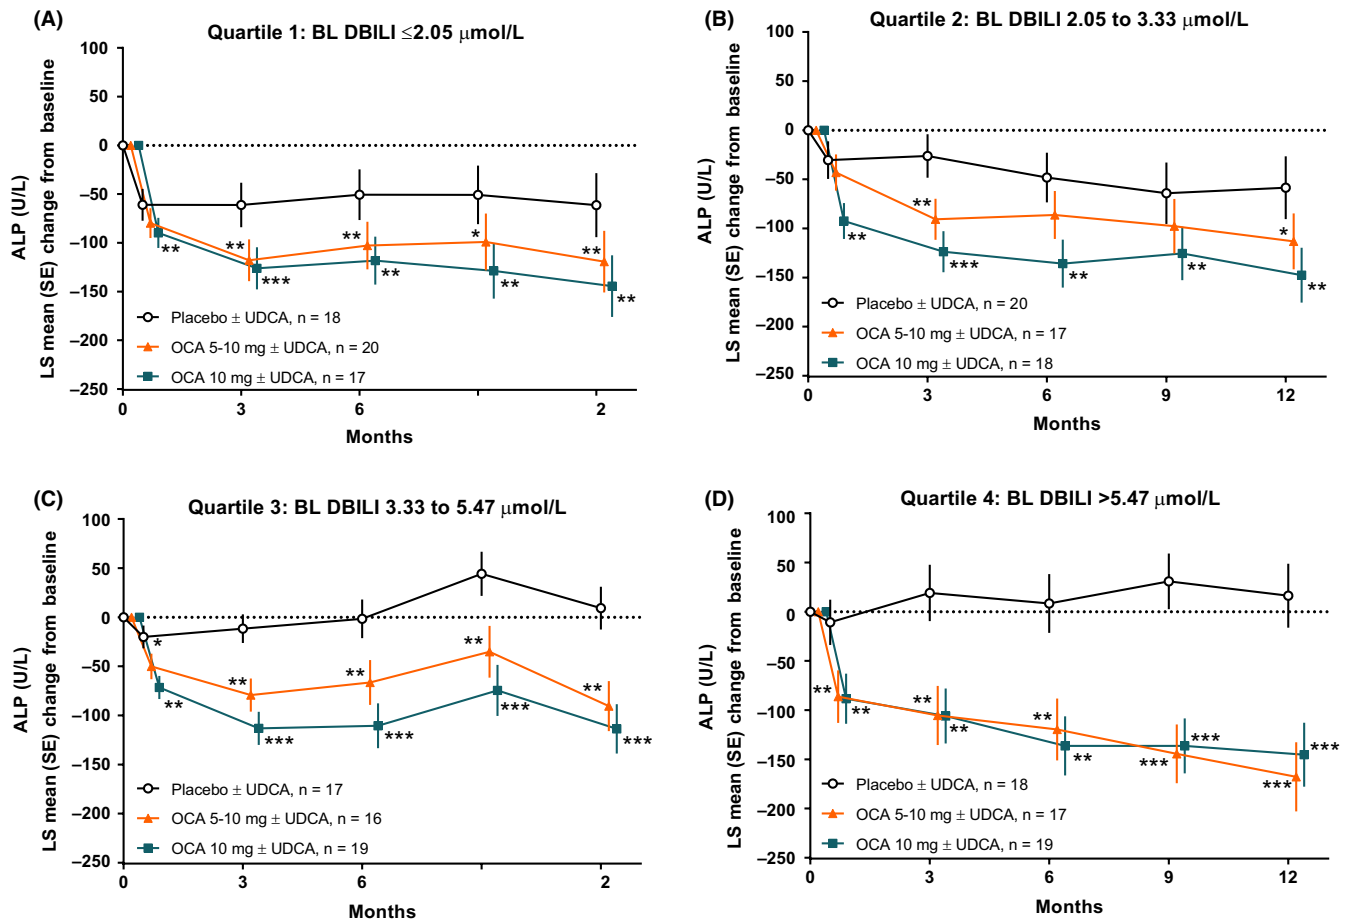 (A)
Quartile 1: BL DBILI ≤2.05 μmol/L
ALP (U/L)
LS mean (SE) change from baseline
100
50
0
−50
−100
−150
−200
−250
** ** *** ** ** * ** ** **
Placebo ± UDCA, n = 18
OCA 5-10 mg ± UDCA, n = 20
OCA 10 mg ± UDCA, n = 17
0 3 6 2
Months
(B)
Quartile 2: BL DBILI 2.05 to 3.33 μmol/L
ALP (U/L)
LS mean (SE) change from baseline
100
50
0
−50
−100
−150
−200
−250
** ** *** ** ** * **
Placebo ± UDCA, n = 20
OCA 5-10 mg ± UDCA, n = 17
OCA 10 mg ± UDCA, n = 18
0 3 6 9 12
Months
(C)
Quartile 3: BL DBILI 3.33 to 5.47 μmol/L
ALP (U/L)
LS mean (SE) change from baseline
100
50
0
−50
−100
−150
−200
−250
* ** ** *** ** *** ** *** ** ***
Placebo ± UDCA, n = 17
OCA 5-10 mg ± UDCA, n = 16
OCA 10 mg ± UDCA, n = 19
0 3 6 2
Months
(D)
Quartile 4: BL DBILI >5.47 μmol/L
ALP (U/L)
LS mean (SE) change from baseline
100
50
0
−50
−100
−150
−200
−250
** ** ** ** ** ** *** *** *** ***
Placebo ± UDCA, n = 18
OCA 5-10 mg ± UDCA, n = 17
OCA 10 mg ± UDCA, n = 19
0 3 6 9 12
Months